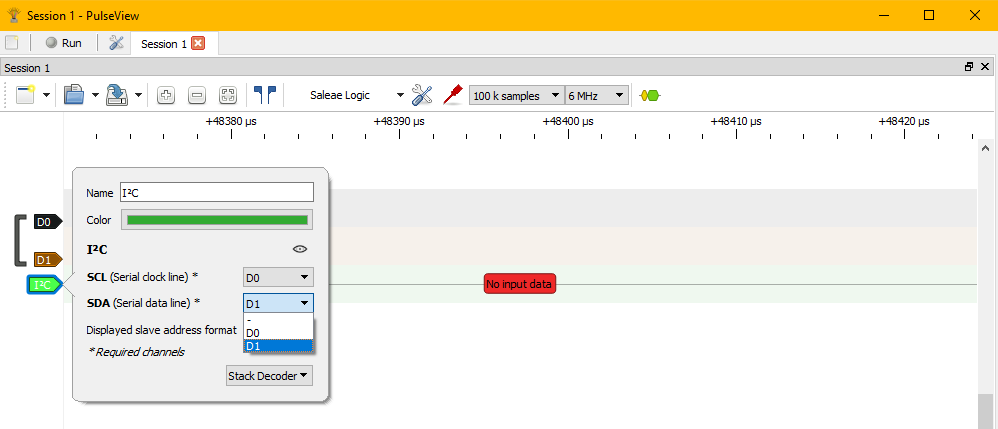 Session 1 - PulseView
Run
Session 1
Session 1
Saleae Logic
100 k samples
6 MHz
+48380 µs
+48390 µs
+48400 µs
+48410 µs
+48420 µs
Name
I²C
D0
Color
I²C
D1
SCL (Serial clock line) *
D0
I²C
No input data
SDA (Serial data line) *
D1
-
D0
D1
Displayed slave address format
* Required channels
Stack Decoder